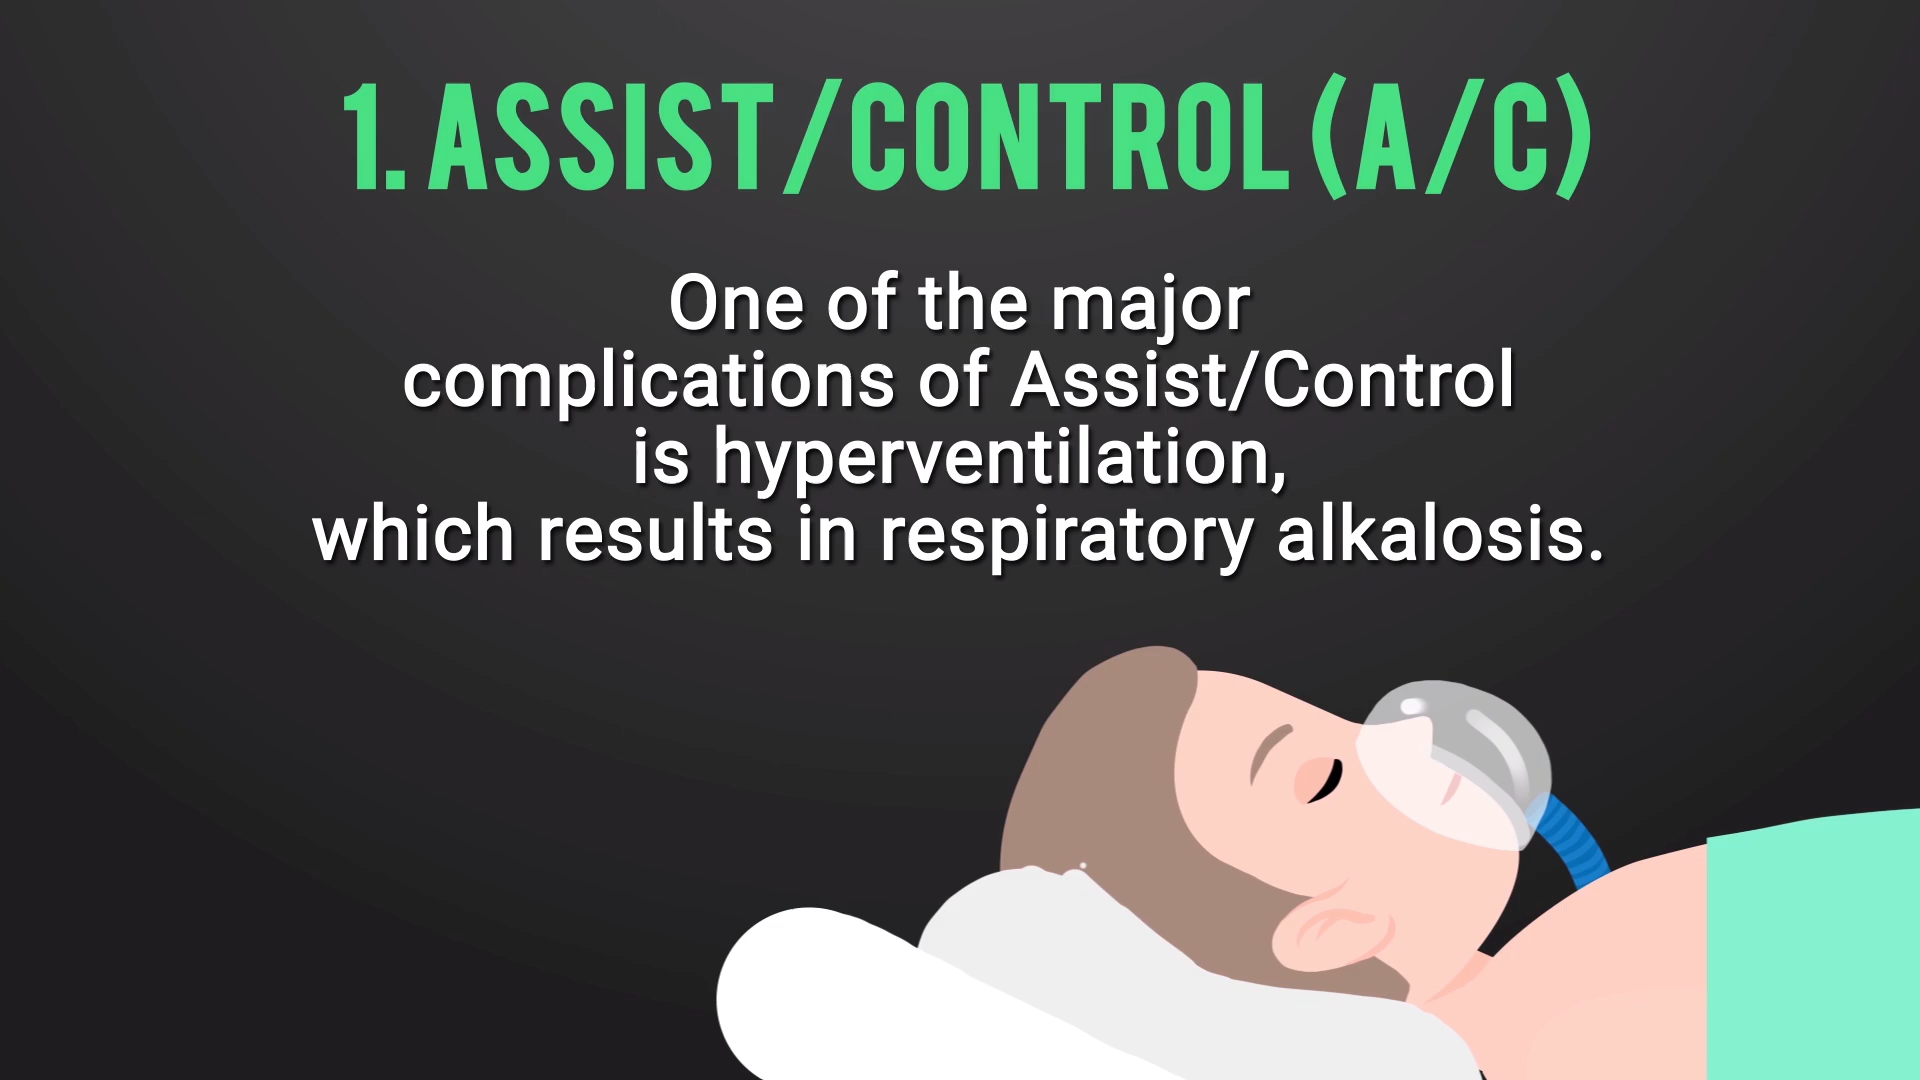 1. ASSIST/CONTROL (A/C)
One of the major
complications of Assist/Control
is hyperventilation,
which results in respiratory alkalosis.